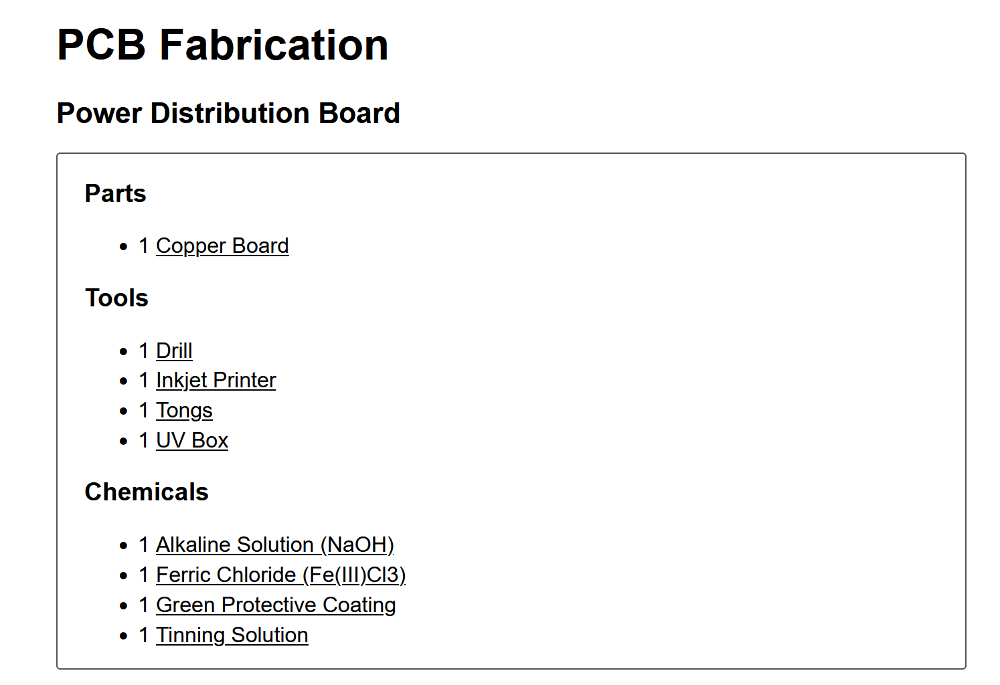 PCB Fabrication
Power Distribution Board
Parts
• 1 Copper Board
Tools
• 1 Drill
• 1 Inkjet Printer
• 1 Tongs
• 1 UV Box
Chemicals
• 1 Alkaline Solution (NaOH)
• 1 Ferric Chloride (Fe(III)Cl3)
• 1 Green Protective Coating
• 1 Tinning Solution